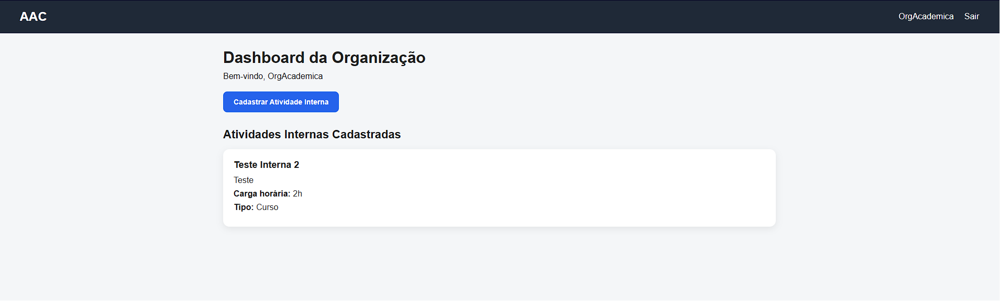 AAC
OrgAcademica Sair
Dashboard da Organização
Bem-vindo, OrgAcademica
Cadastrar Atividade Interna
Atividades Internas Cadastradas
Teste Interna 2
Teste
Carga horária: 2h
Tipo: Curso